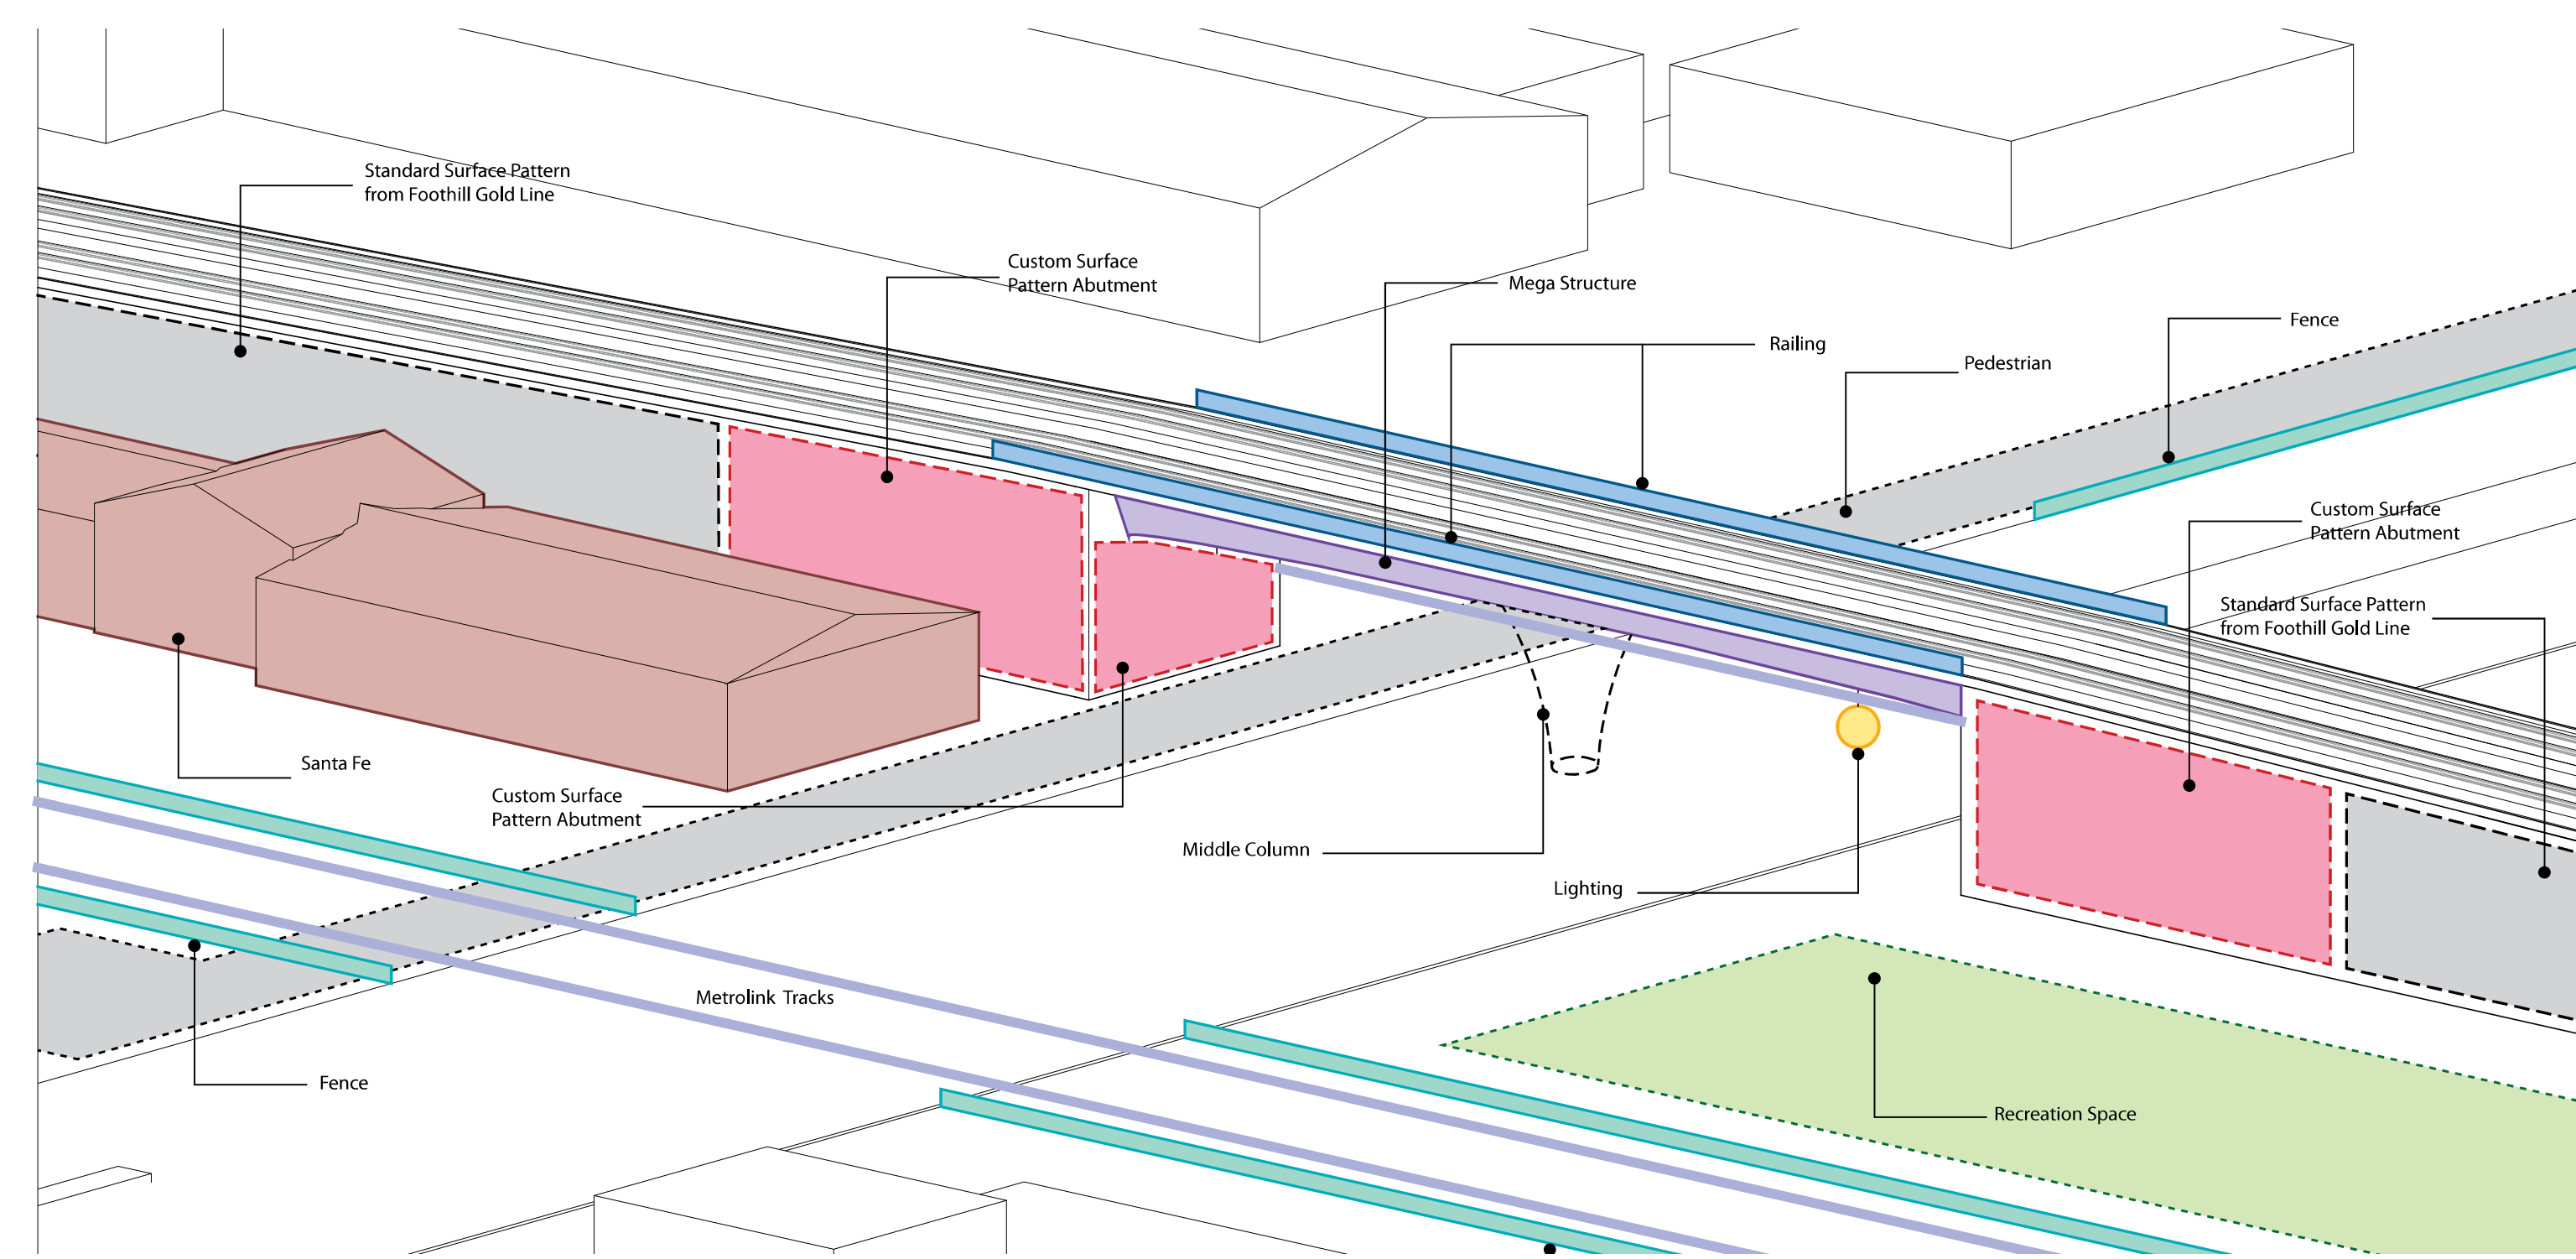 Standard Surface Pattern
from Foothill Gold Line
Custom Surface
Pattern Abutment
Mega Structure
Railing
Pedestrian
Fence
Custom Surface
Pattern Abutment
Standard Surface Pattern
from Foothill Gold Line
Santa Fe
Custom Surface
Pattern Abutment
Middle Column
Lighting
Metrolink Tracks
Fence
Recreation Space